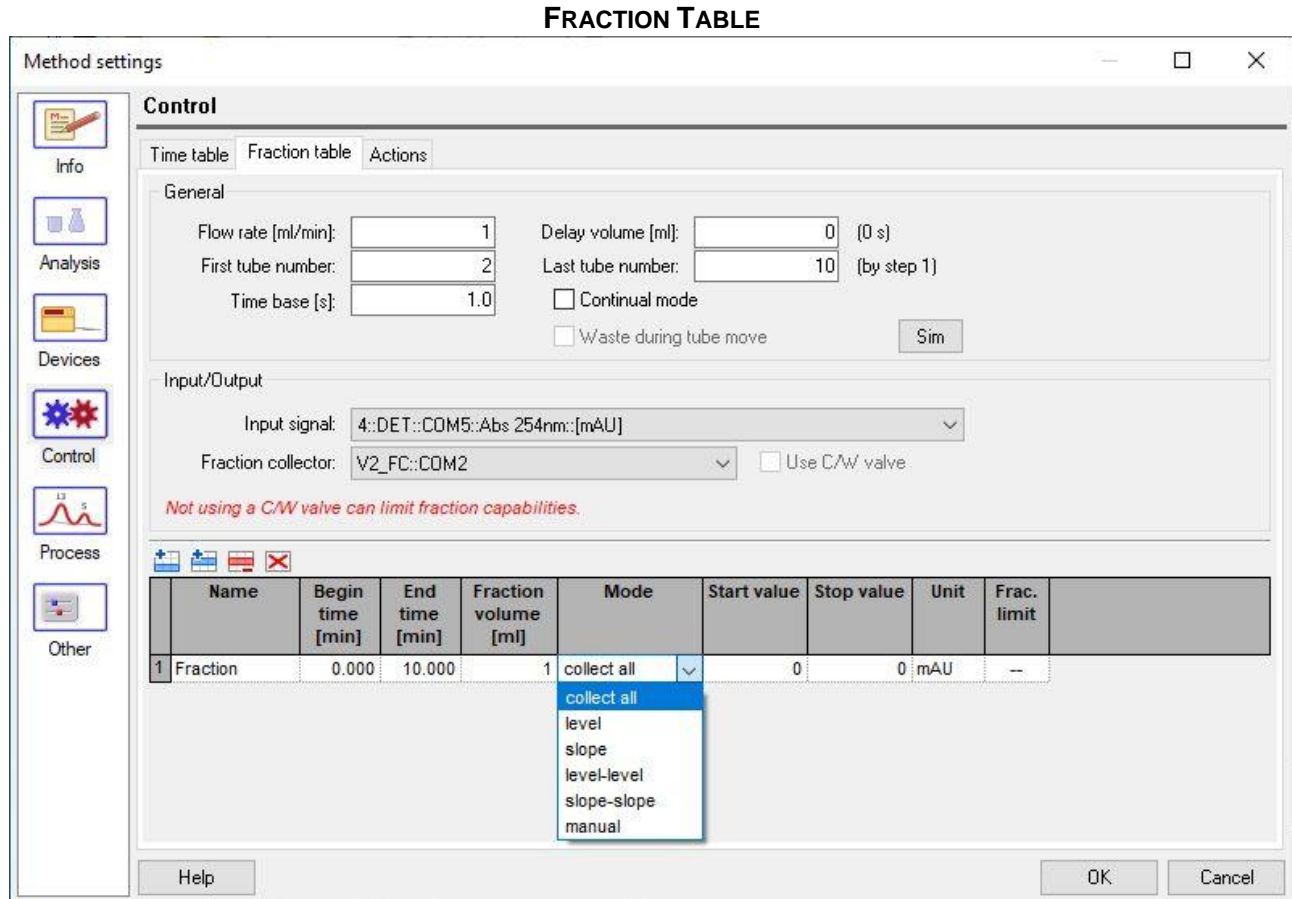 FRACTION TABLE
Method settings
Control
Info
Analysis
Devices
Control
Process
Other
Time table Fraction table Actions
General
Flow rate [ml/min]: 1 Delay volume [ml]: 0 (0 s)
First tube number: 2 Last tube number: 10 (by step 1)
Time base [s]: 1.0 Continual mode
Waste during tube move Sim
Input/Output
Input signal: 4::DET::COM5::Abs 254nm::[mAU]
Fraction collector: V2_FC::COM2 Use C/W valve
Not using a C/W valve can limit fraction capabilities.
Name Begin time [min] End time [min] Fraction volume [ml] Mode Start value Stop value Unit Frac. limit
1 Fraction 0.000 10.000 1 collect all 0 0 mAU --
collect all
level
slope
level-level
slope-slope
manual
Help OK Cancel